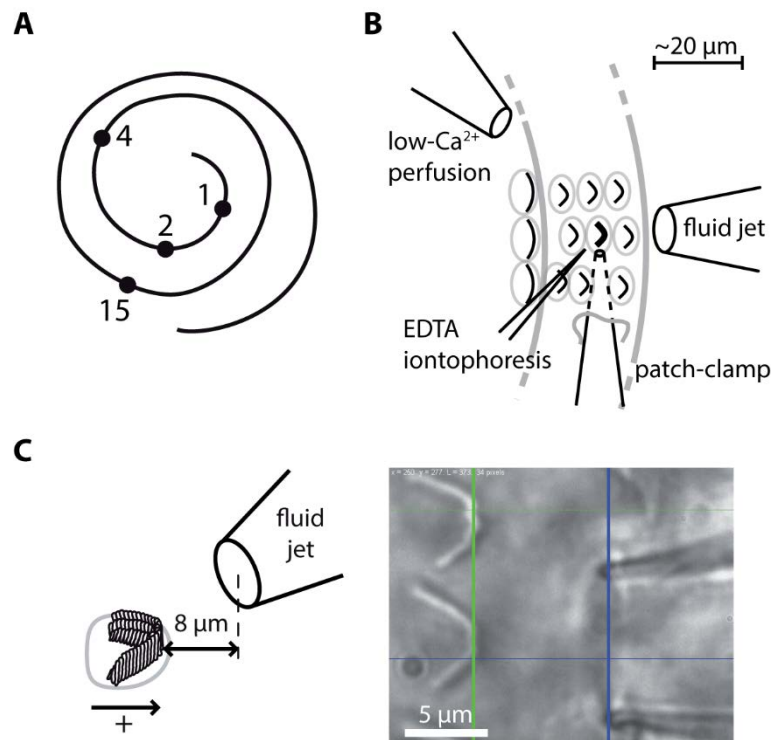 A
4
1
2
15
B
~20 µm
low-Ca²⁺
perfusion
fluid jet
EDTA
iontophoresis
patch-clamp
C
fluid
jet
8 µm
+
5 µm